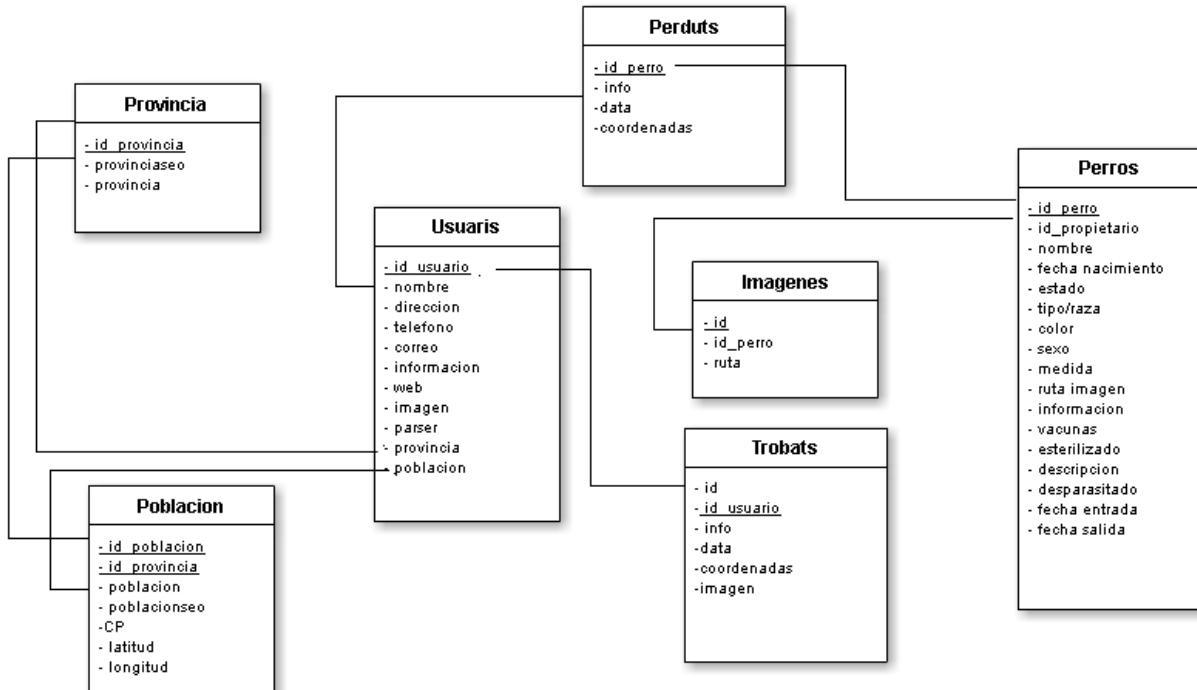 Perduts
- id_perro
- info
-data
-coordenadas
Provincia
- id_provincia
- provinciaseo
- provincia
Perros
- id_perro
- id_propietario
- nombre
- fecha nacimiento
- estado
- tipo/raza
- color
- sexo
- medida
- ruta imagen
- informacion
- vacunas
- esterilizado
- descripcion
- desparasitado
- fecha entrada
- fecha salida
Usuaris
- id_usuario
- nombre
- direccion
- telefono
- correo
- informacion
- web
- imagen
- parser
- provincia
- poblacion
Imagenes
- id
- id_perro
- ruta
Trobats
- id
- id_usuario
- info
-data
-coordenadas
-imagen
Poblacion
- id_poblacion
- id_provincia
- poblacion
- poblacionseo
-CP
- latitud
- longitud